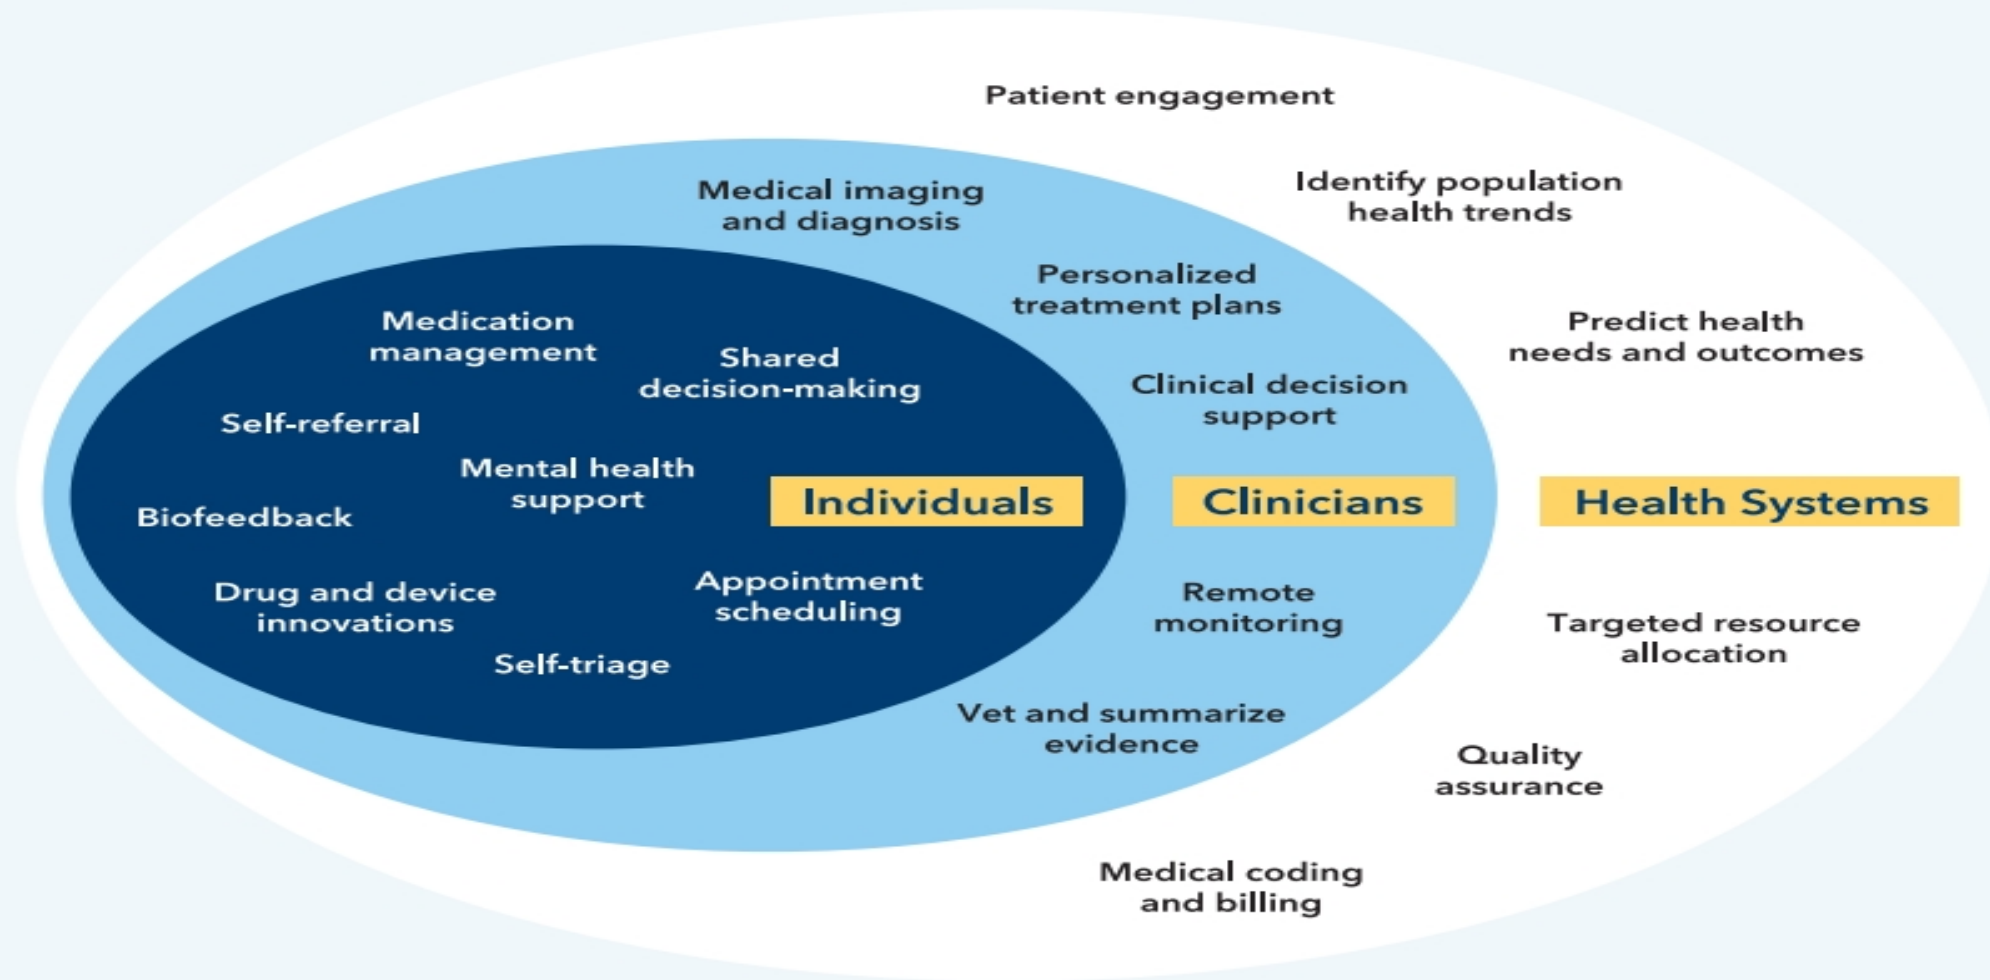 Patient engagement
Identify population
health trends
Medical imaging
and diagnosis
Personalized
treatment plans
Predict health
needs and outcomes
Medication
management
Shared
decision-making
Clinical decision
support
Self-referral
Mental health
support
Biofeedback
Individuals
Clinicians
Health Systems
Drug and device
innovations
Appointment
scheduling
Remote
monitoring
Targeted resource
allocation
Self-triage
Vet and summarize
evidence
Quality
assurance
Medical coding
and billing